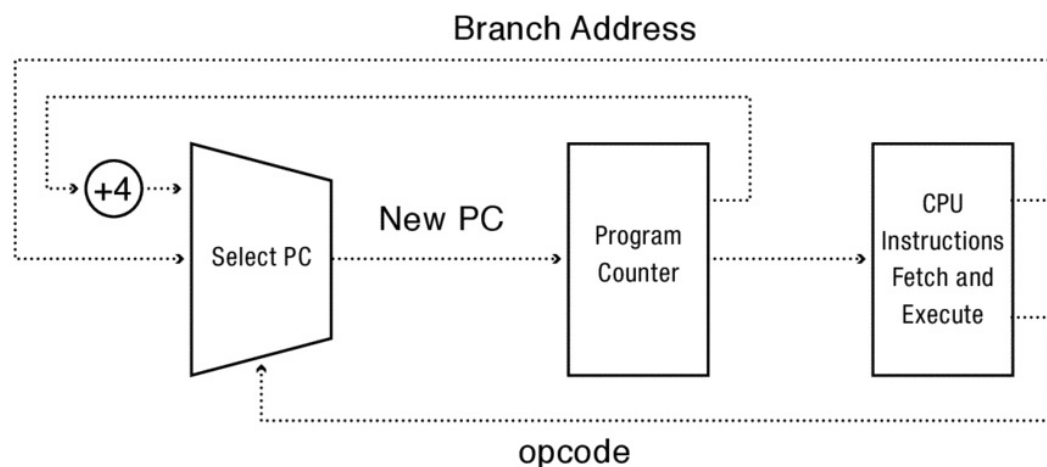 Branch Address
+4
Select PC
New PC
Program
Counter
CPU
Instructions
Fetch and
Execute
opcode